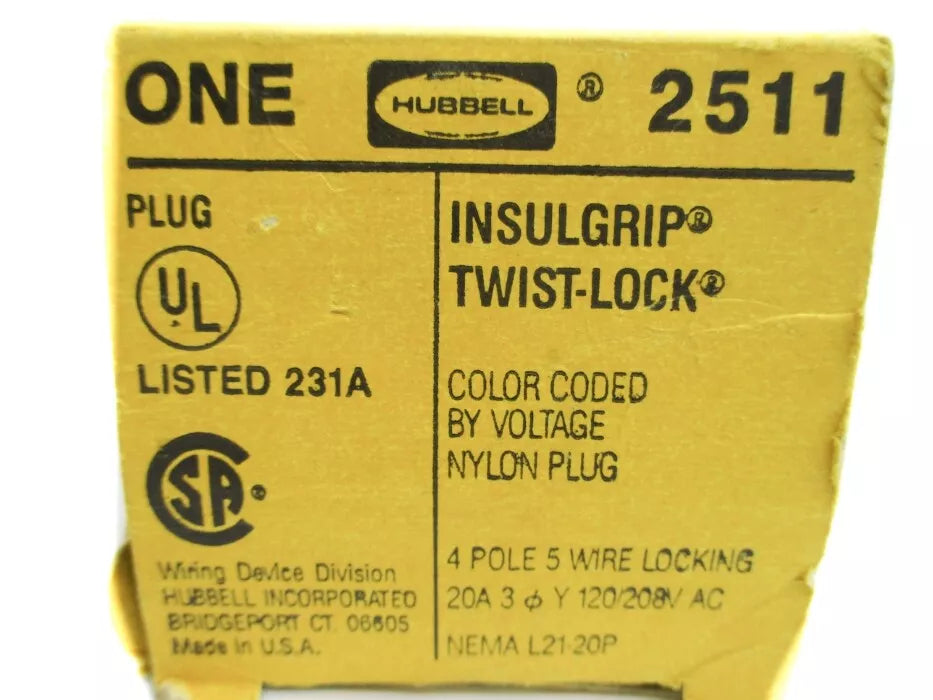 ONE HUBBELL ® 2511
PLUG
UL
LISTED 231A
CSA ®
Wiring Device Division
HUBBELL INCORPORATED
BRIDGEPORT CT. 06605
Made in U.S.A.
INSULGRIP®
TWIST-LOCK®
COLOR CODED
BY VOLTAGE
NYLON PLUG
4 POLE 5 WIRE LOCKING
20A 3 ϕ Y 120/208V AC
NEMA L21-20P